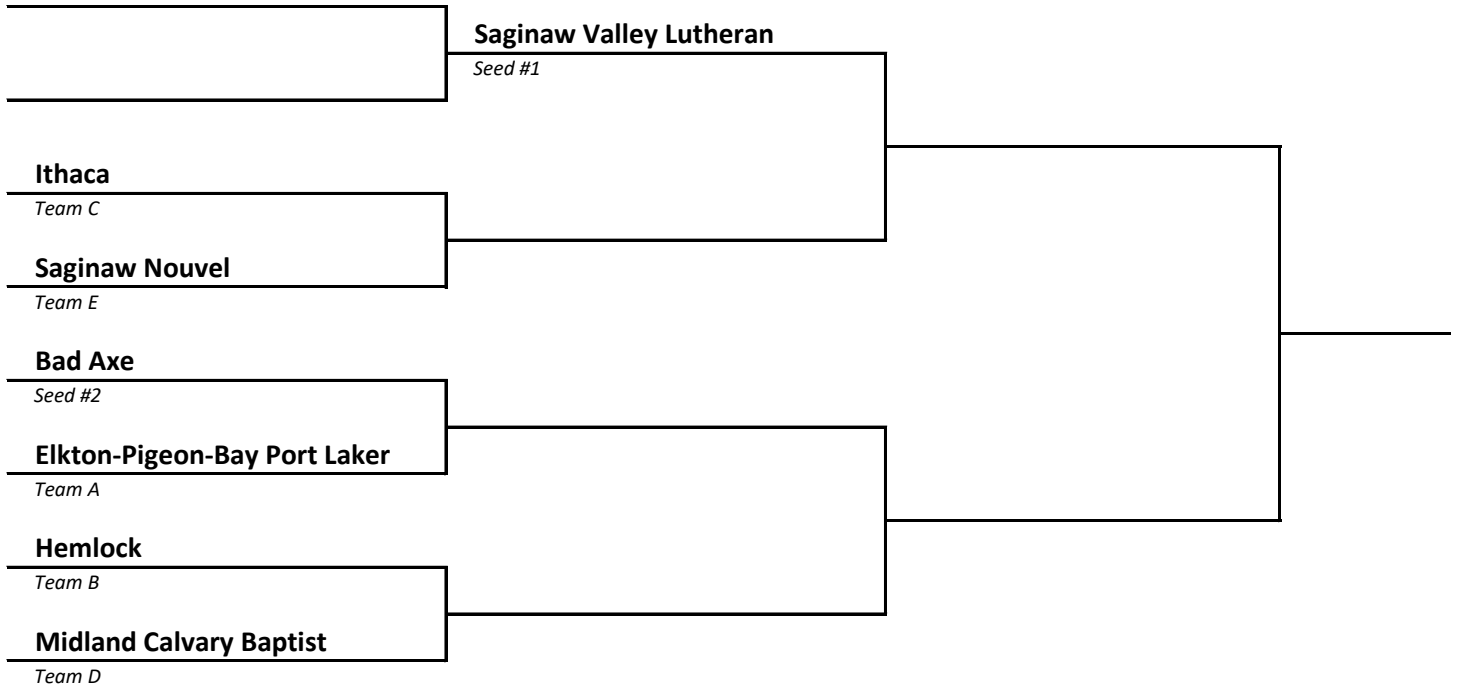 Saginaw Valley Lutheran
Seed #1
Ithaca
Team C
Saginaw Nouvel
Team E
Bad Axe
Seed #2
Elkton-Pigeon-Bay Port Laker
Team A
Hemlock
Team B
Midland Calvary Baptist
Team D